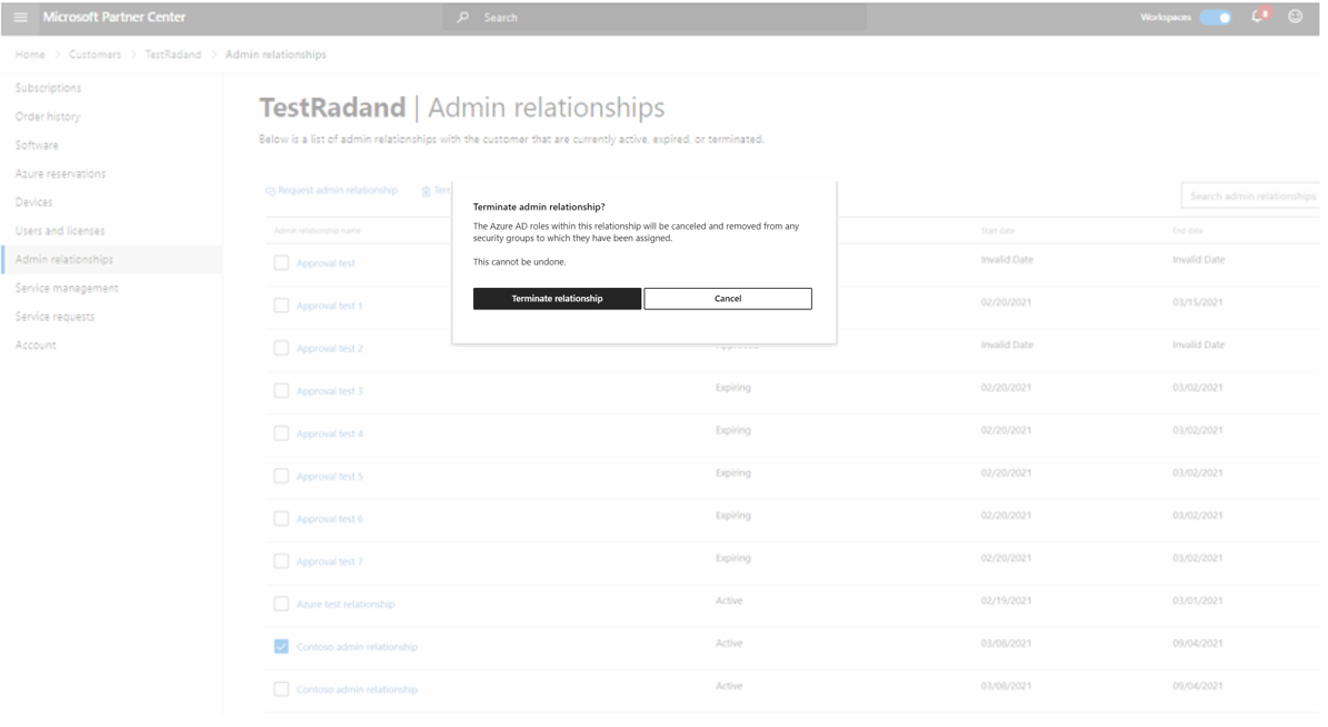 Microsoft Partner Center
Search
Workspaces
Home > Customers > TestRadand > Admin relationships
Subscriptions
Order history
Software
Azure reservations
Devices
Users and licenses
Admin relationships
Service management
Service requests
Account
TestRadand | Admin relationships
Below is a list of admin relationships with the customer that are currently active, expired, or terminated.
Request admin relationship
Search admin relationships
Terminate admin relationship?
The Azure AD roles within this relationship will be canceled and removed from any
security groups to which they have been assigned.
This cannot be undone.
Terminate relationship Cancel
Admin relationship name Start date End date
Approval test Invalid Date Invalid Date
Approval test 1 02/20/2021 03/15/2021
Approval test 2 Invalid Date Invalid Date
Approval test 3 Expiring 02/20/2021 03/02/2021
Approval test 4 Expiring 02/20/2021 03/02/2021
Approval test 5 Expiring 02/20/2021 03/02/2021
Approval test 6 Expiring 02/20/2021 03/02/2021
Approval test 7 Expiring 02/20/2021 03/02/2021
Azure test relationship Active 02/19/2021 03/01/2021
Contoso admin relationship Active 03/08/2021 09/04/2021
Contoso admin relationship Active 03/08/2021 09/04/2021